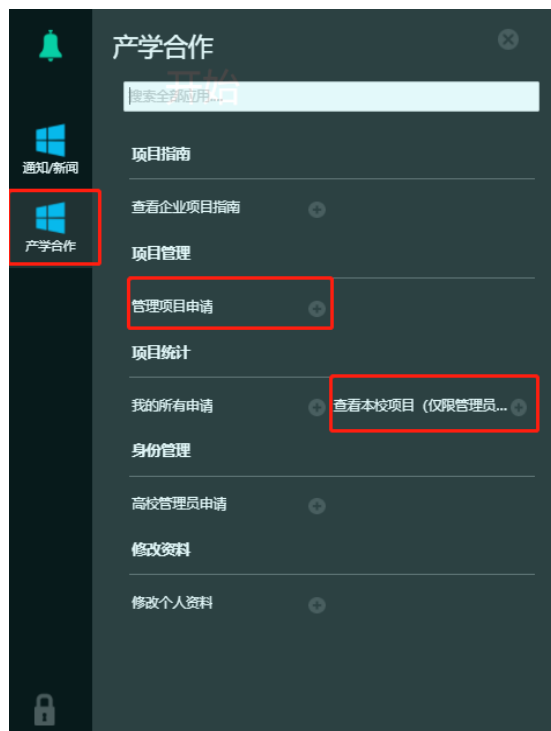 产学合作
开始
搜索全部应用...
通知/新闻
产学合作
项目指南
查看企业项目指南
项目管理
管理项目申请
项目统计
我的所有申请
查看本校项目（仅限管理员...
身份管理
高校管理员申请
修改资料
修改个人资料